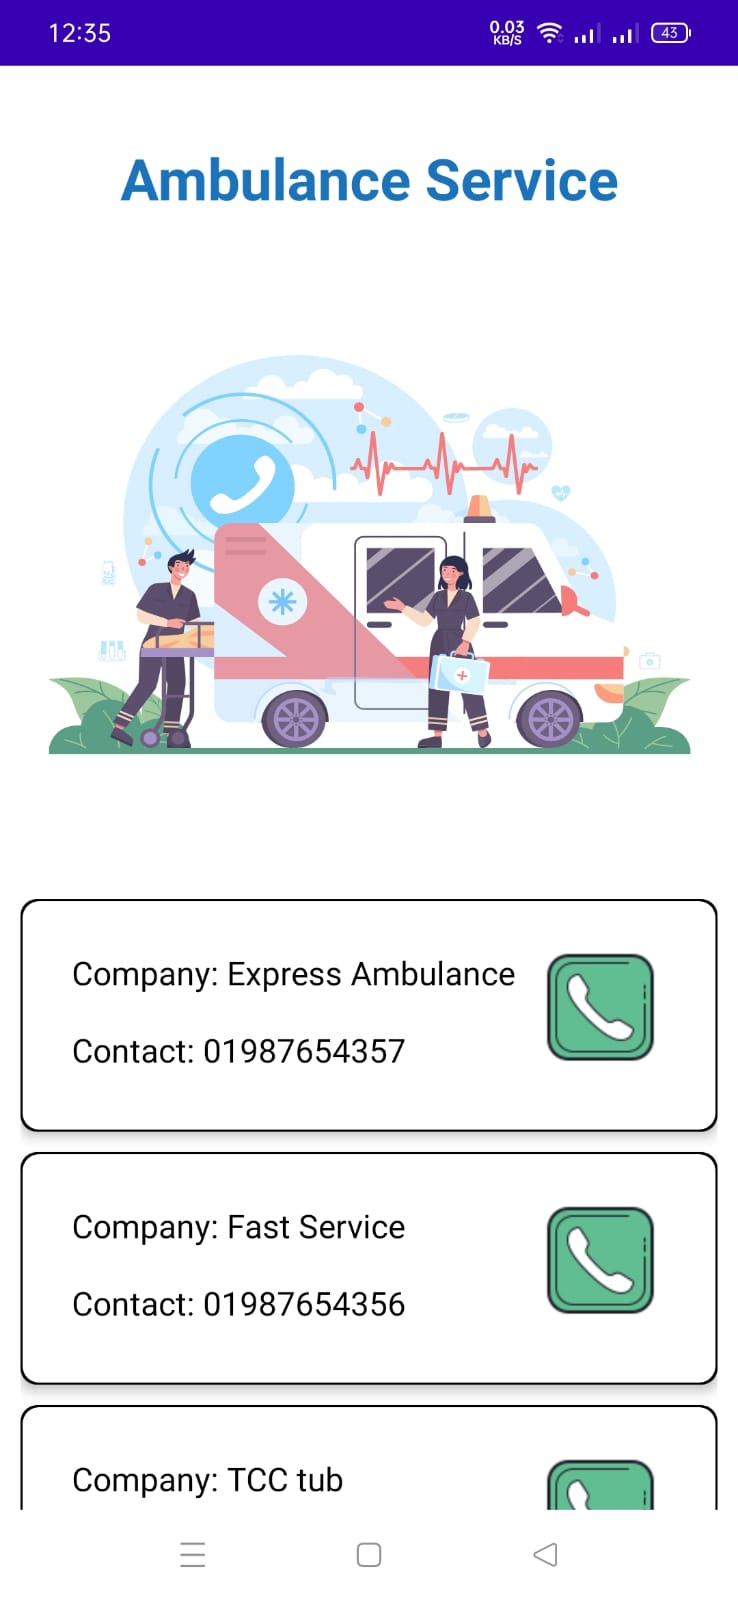 12:35
0.03
KB/S
43
Ambulance Service
Company: Express Ambulance
Contact: 01987654357
Company: Fast Service
Contact: 01987654356
Company: TCC tub